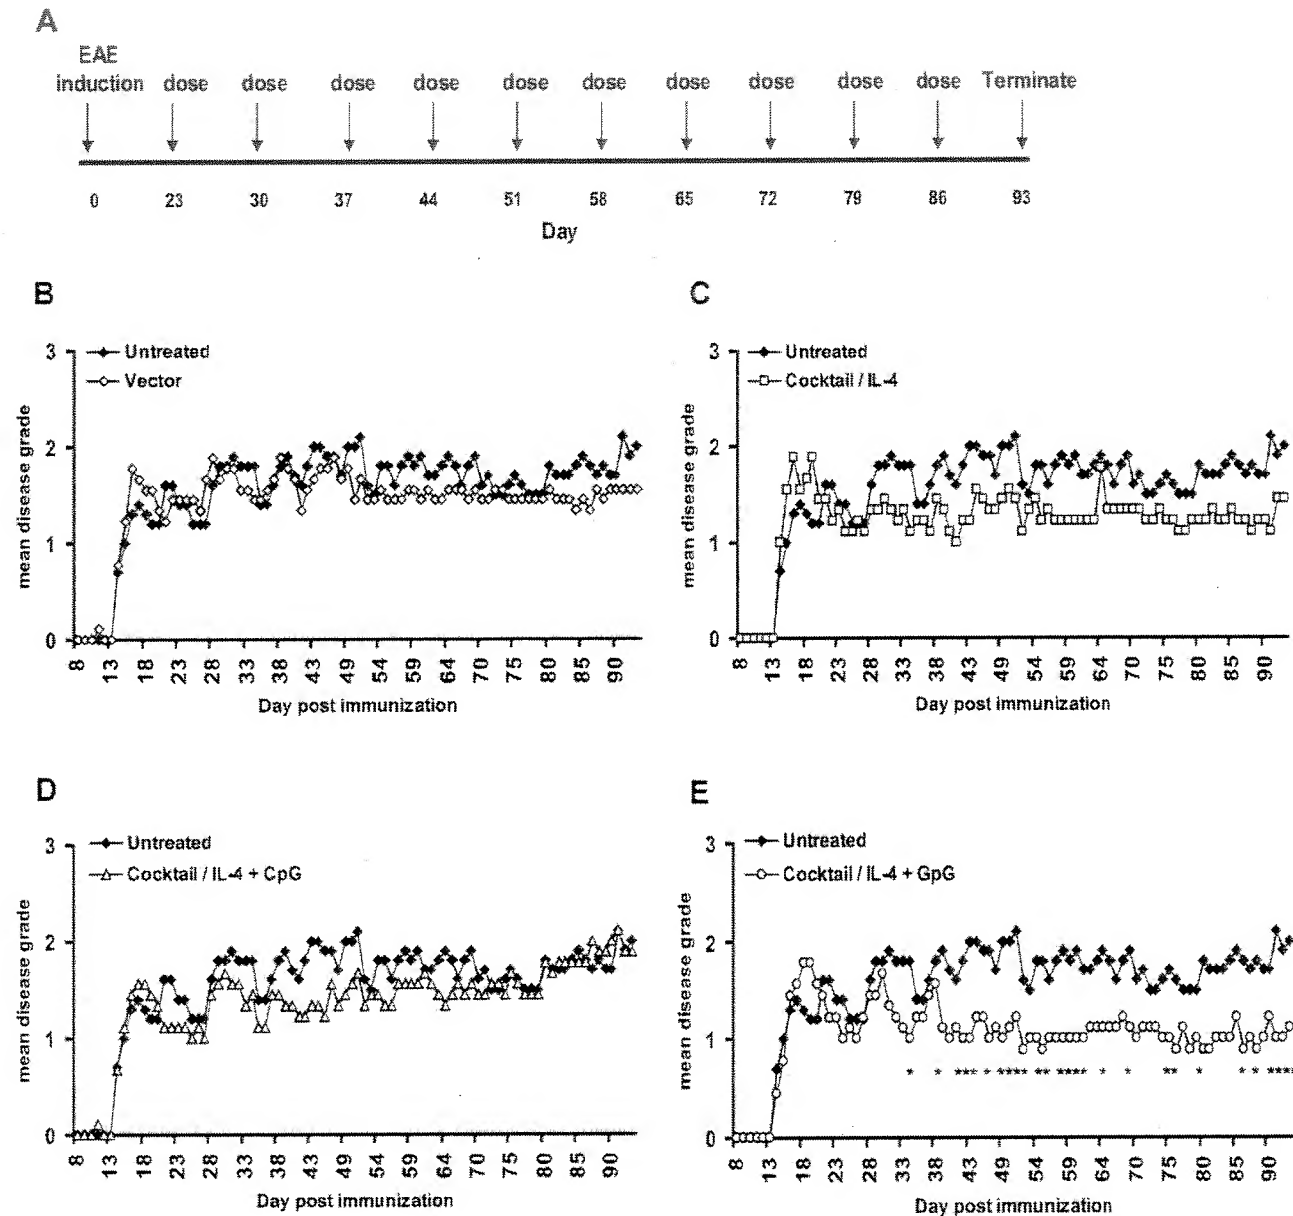 A
EAE
induction dose dose dose dose dose dose dose dose dose dose... Terminate
0 23 30 37 44 51 58 65 72 79 86 93
Day
B
3
2
1
0
mean disease grade
Untreated
Vector
8 13 18 23 28 33 38 43 49 54 59 64 70 75 80 85 90
Day post immunization
C
3
2
1
0
mean disease grade
Untreated
Cocktail / IL-4
8 13 18 23 28 33 38 43 49 54 59 64 70 75 80 85 90
Day post immunization
D
3
2
1
0
mean disease grade
Untreated
Cocktail / IL-4 + CpG
8 13 18 23 28 33 38 43 49 54 59 64 70 75 80 85 90
Day post immunization
E
3
2
1
0
mean disease grade
Untreated
Cocktail / IL-4 + GpG
* * *** * **** ** **** * * ** * * * ****
8 13 18 23 28 33 38 43 49 54 59 64 70 75 80 85 90
Day post immunization